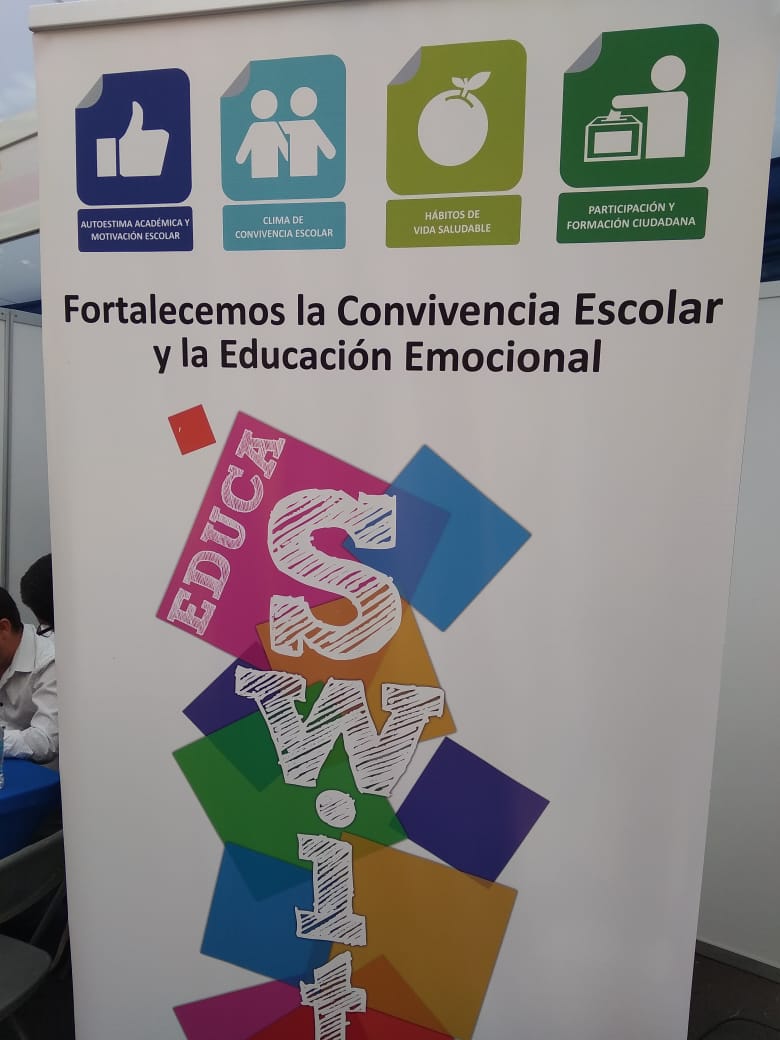 AUTOESTIMA ACADÉMICA Y
MOTIVACIÓN ESCOLAR
CLIMA DE
CONVIVENCIA ESCOLAR
HÁBITOS DE
VIDA SALUDABLE
PARTICIPACIÓN Y
FORMACIÓN CIUDADANA
Fortalecemos la Convivencia Escolar
y la Educación Emocional
EDUCA
Swit